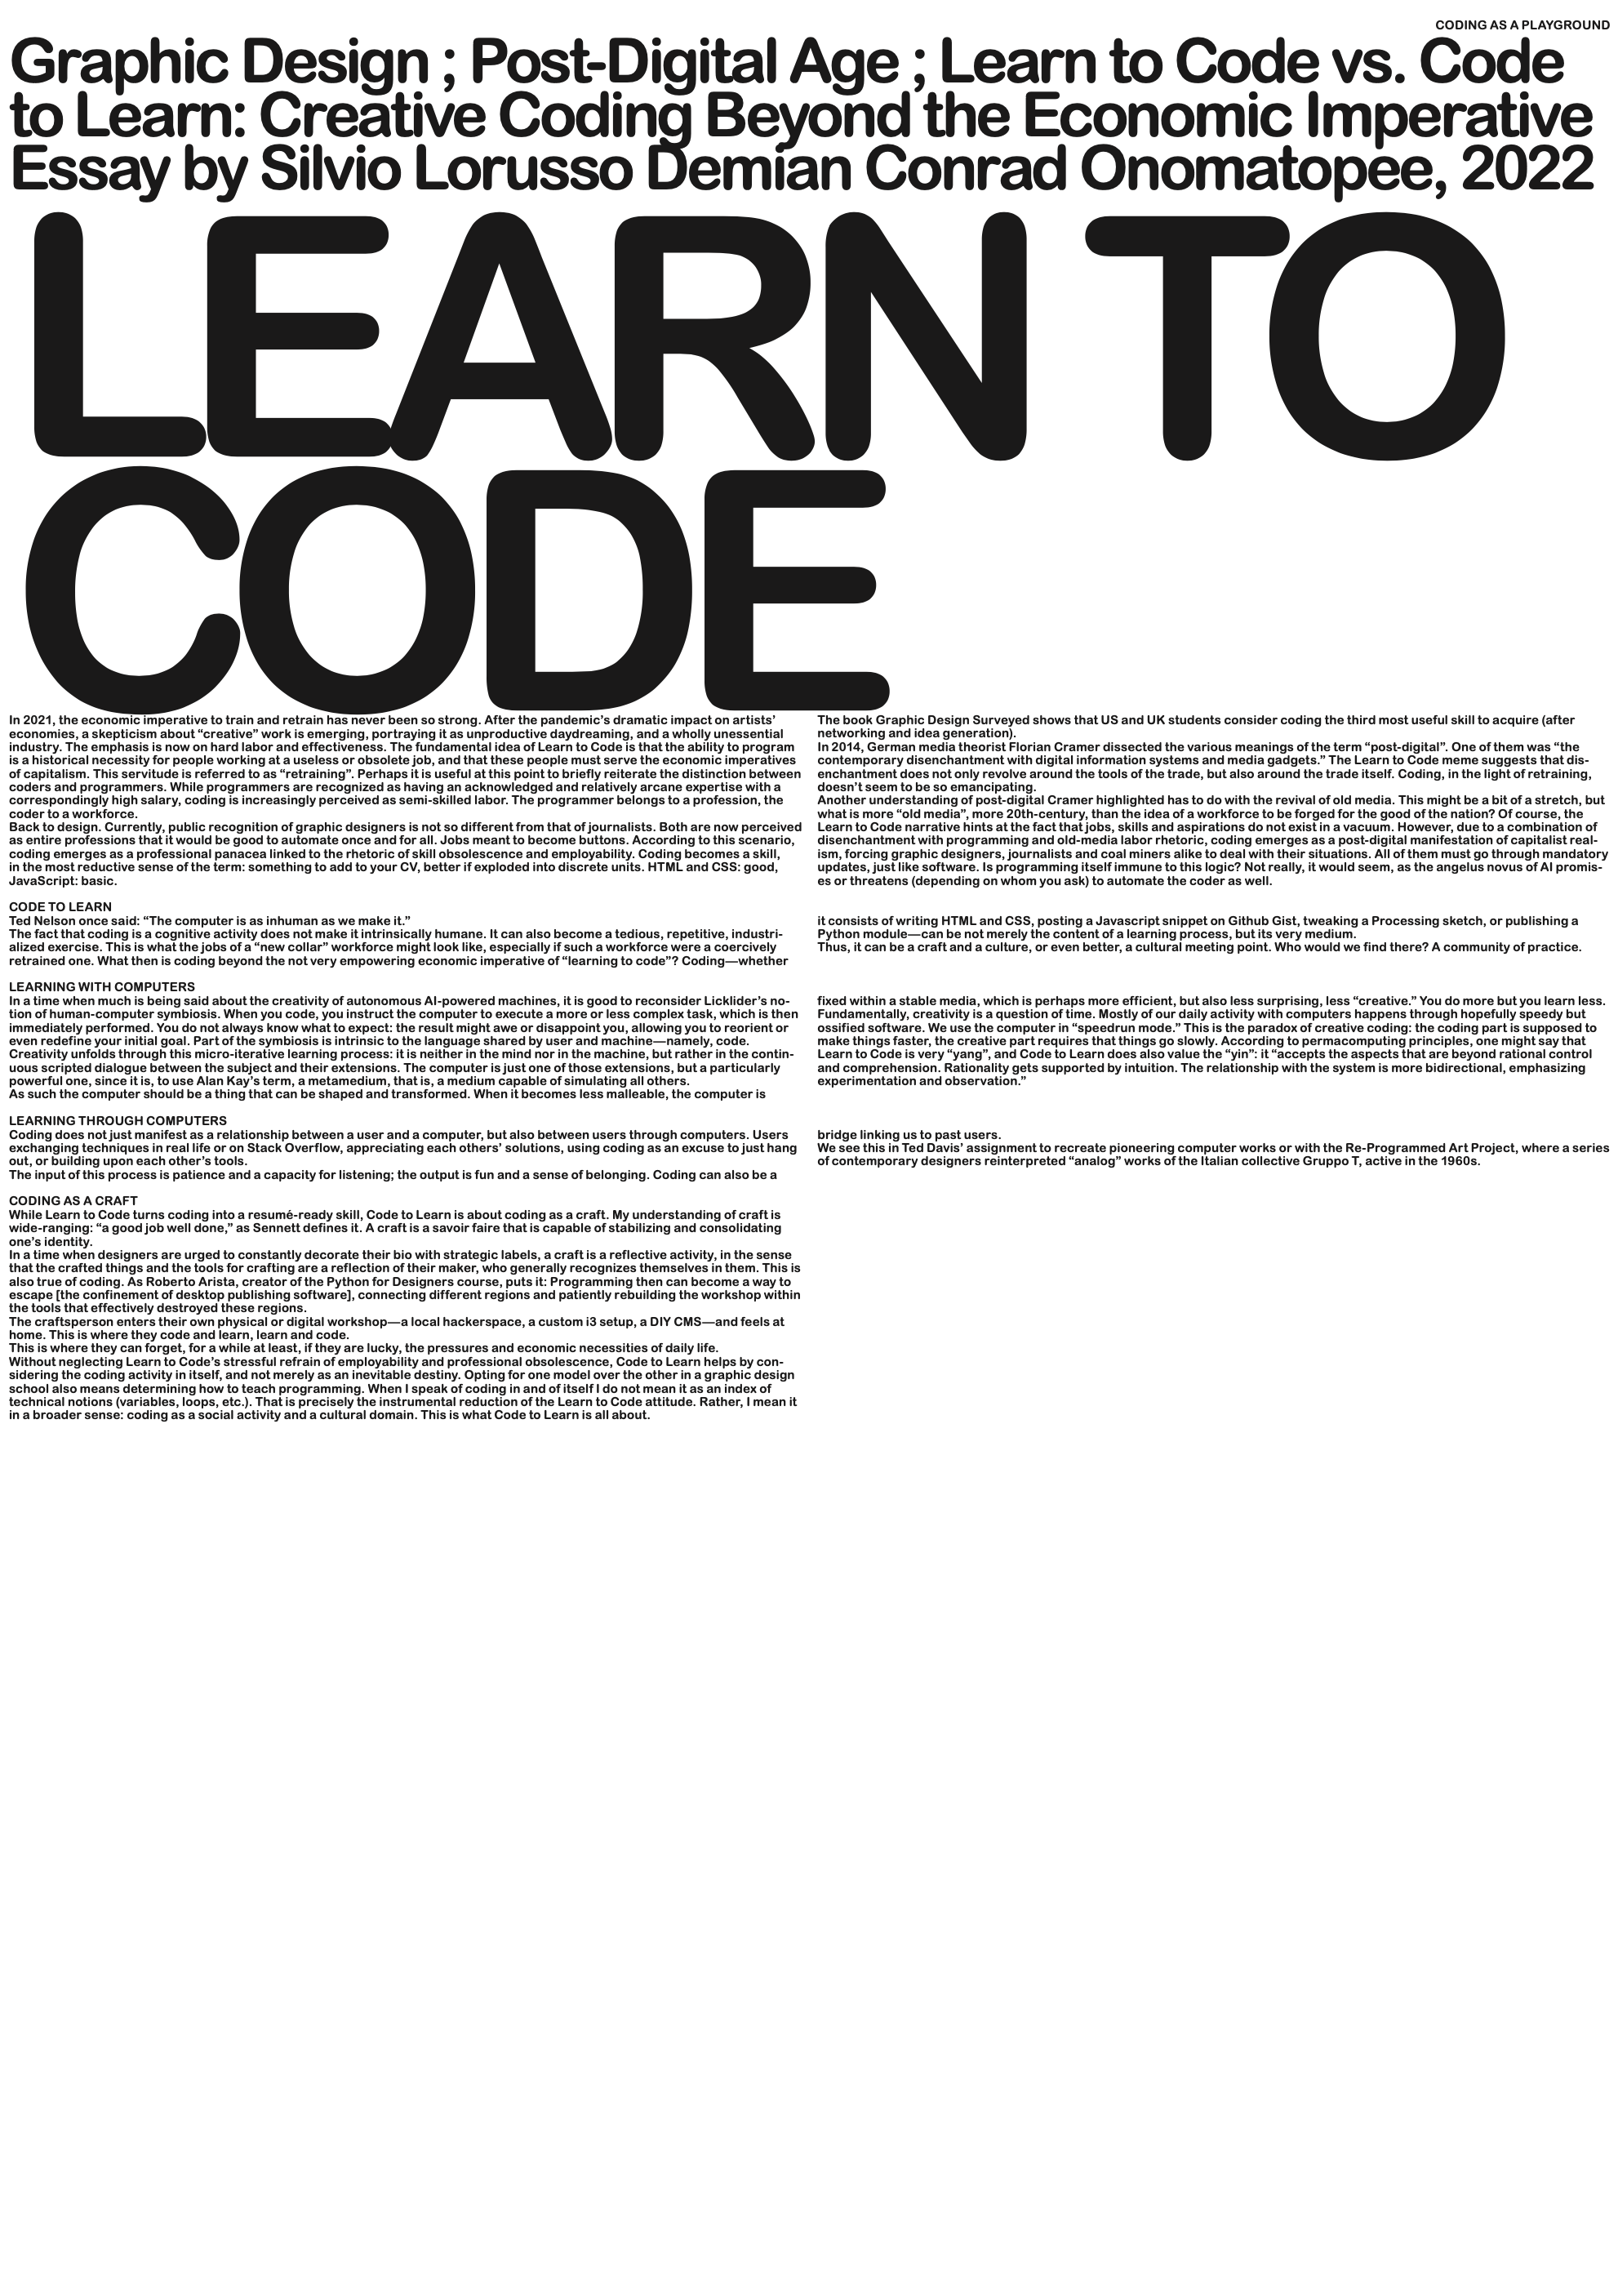 CODING AS A PLAYGROUND
Graphic Design ; Post-Digital Age ; Learn to Code vs. Code
to Learn: Creative Coding Beyond the Economic Imperative
Essay by Silvio Lorusso Demian Conrad Onomatopee, 2022
LEARN TO
CODE
In 2021, the economic imperative to train and retrain has never been so strong. After the pandemic’s dramatic impact on artists’
economies, a skepticism about “creative” work is emerging, portraying it as unproductive daydreaming, and a wholly unessential
industry. The emphasis is now on hard labor and effectiveness. The fundamental idea of Learn to Code is that the ability to program
is a historical necessity for people working at a useless or obsolete job, and that these people must serve the economic imperatives
of capitalism. This servitude is referred to as “retraining”. Perhaps it is useful at this point to briefly reiterate the distinction between
coders and programmers. While programmers are recognized as having an acknowledged and relatively arcane expertise with a
correspondingly high salary, coding is increasingly perceived as semi-skilled labor. The programmer belongs to a profession, the
coder to a workforce.
Back to design. Currently, public recognition of graphic designers is not so different from that of journalists. Both are now perceived
as entire professions that it would be good to automate once and for all. Jobs meant to become buttons. According to this scenario,
coding emerges as a professional panacea linked to the rhetoric of skill obsolescence and employability. Coding becomes a skill,
in the most reductive sense of the term: something to add to your CV, better if exploded into discrete units. HTML and CSS: good,
JavaScript: basic.
The book Graphic Design Surveyed shows that US and UK students consider coding the third most useful skill to acquire (after
networking and idea generation).
In 2014, German media theorist Florian Cramer dissected the various meanings of the term “post-digital”. One of them was “the
contemporary disenchantment with digital information systems and media gadgets.” The Learn to Code meme suggests that dis-
enchantment does not only revolve around the tools of the trade, but also around the trade itself. Coding, in the light of retraining,
doesn’t seem to be so emancipating.
Another understanding of post-digital Cramer highlighted has to do with the revival of old media. This might be a bit of a stretch, but
what is more “old media”, more 20th-century, than the idea of a workforce to be forged for the good of the nation? Of course, the
Learn to Code narrative hints at the fact that jobs, skills and aspirations do not exist in a vacuum. However, due to a combination of
disenchantment with programming and old-media labor rhetoric, coding emerges as a post-digital manifestation of capitalist real-
ism, forcing graphic designers, journalists and coal miners alike to deal with their situations. All of them must go through mandatory
updates, just like software. Is programming itself immune to this logic? Not really, it would seem, as the angelus novus of AI promis-
es or threatens (depending on whom you ask) to automate the coder as well.
CODE TO LEARN
Ted Nelson once said: “The computer is as inhuman as we make it.”
The fact that coding is a cognitive activity does not make it intrinsically humane. It can also become a tedious, repetitive, industri-
alized exercise. This is what the jobs of a “new collar” workforce might look like, especially if such a workforce were a coercively
retrained one. What then is coding beyond the not very empowering economic imperative of “learning to code”? Coding—whether
it consists of writing HTML and CSS, posting a Javascript snippet on Github Gist, tweaking a Processing sketch, or publishing a
Python module—can be not merely the content of a learning process, but its very medium.
Thus, it can be a craft and a culture, or even better, a cultural meeting point. Who would we find there? A community of practice.
LEARNING WITH COMPUTERS
In a time when much is being said about the creativity of autonomous AI-powered machines, it is good to reconsider Licklider’s no-
tion of human-computer symbiosis. When you code, you instruct the computer to execute a more or less complex task, which is then
immediately performed. You do not always know what to expect: the result might awe or disappoint you, allowing you to reorient or
even redefine your initial goal. Part of the symbiosis is intrinsic to the language shared by user and machine—namely, code.
Creativity unfolds through this micro-iterative learning process: it is neither in the mind nor in the machine, but rather in the contin-
uous scripted dialogue between the subject and their extensions. The computer is just one of those extensions, but a particularly
powerful one, since it is, to use Alan Kay’s term, a metamedium, that is, a medium capable of simulating all others.
As such the computer should be a thing that can be shaped and transformed. When it becomes less malleable, the computer is
fixed within a stable media, which is perhaps more efficient, but also less surprising, less “creative.” You do more but you learn less.
Fundamentally, creativity is a question of time. Mostly of our daily activity with computers happens through hopefully speedy but
ossified software. We use the computer in “speedrun mode.” This is the paradox of creative coding: the coding part is supposed to
make things faster, the creative part requires that things go slowly. According to permacomputing principles, one might say that
Learn to Code is very “yang”, and Code to Learn does also value the “yin”: it “accepts the aspects that are beyond rational control
and comprehension. Rationality gets supported by intuition. The relationship with the system is more bidirectional, emphasizing
experimentation and observation.”
LEARNING THROUGH COMPUTERS
Coding does not just manifest as a relationship between a user and a computer, but also between users through computers. Users
exchanging techniques in real life or on Stack Overflow, appreciating each others’ solutions, using coding as an excuse to just hang
out, or building upon each other’s tools.
The input of this process is patience and a capacity for listening; the output is fun and a sense of belonging. Coding can also be a
bridge linking us to past users.
We see this in Ted Davis’ assignment to recreate pioneering computer works or with the Re-Programmed Art Project, where a series
of contemporary designers reinterpreted “analog” works of the Italian collective Gruppo T, active in the 1960s.
CODING AS A CRAFT
While Learn to Code turns coding into a resumé-ready skill, Code to Learn is about coding as a craft. My understanding of craft is
wide-ranging: “a good job well done,” as Sennett defines it. A craft is a savoir faire that is capable of stabilizing and consolidating
one’s identity.
In a time when designers are urged to constantly decorate their bio with strategic labels, a craft is a reflective activity, in the sense
that the crafted things and the tools for crafting are a reflection of their maker, who generally recognizes themselves in them. This is
also true of coding. As Roberto Arista, creator of the Python for Designers course, puts it: Programming then can become a way to
escape [the confinement of desktop publishing software], connecting different regions and patiently rebuilding the workshop within
the tools that effectively destroyed these regions.
The craftsperson enters their own physical or digital workshop—a local hackerspace, a custom i3 setup, a DIY CMS—and feels at
home. This is where they code and learn, learn and code.
This is where they can forget, for a while at least, if they are lucky, the pressures and economic necessities of daily life.
Without neglecting Learn to Code’s stressful refrain of employability and professional obsolescence, Code to Learn helps by con-
sidering the coding activity in itself, and not merely as an inevitable destiny. Opting for one model over the other in a graphic design
school also means determining how to teach programming. When I speak of coding in and of itself I do not mean it as an index of
technical notions (variables, loops, etc.). That is precisely the instrumental reduction of the Learn to Code attitude. Rather, I mean it
in a broader sense: coding as a social activity and a cultural domain. This is what Code to Learn is all about.